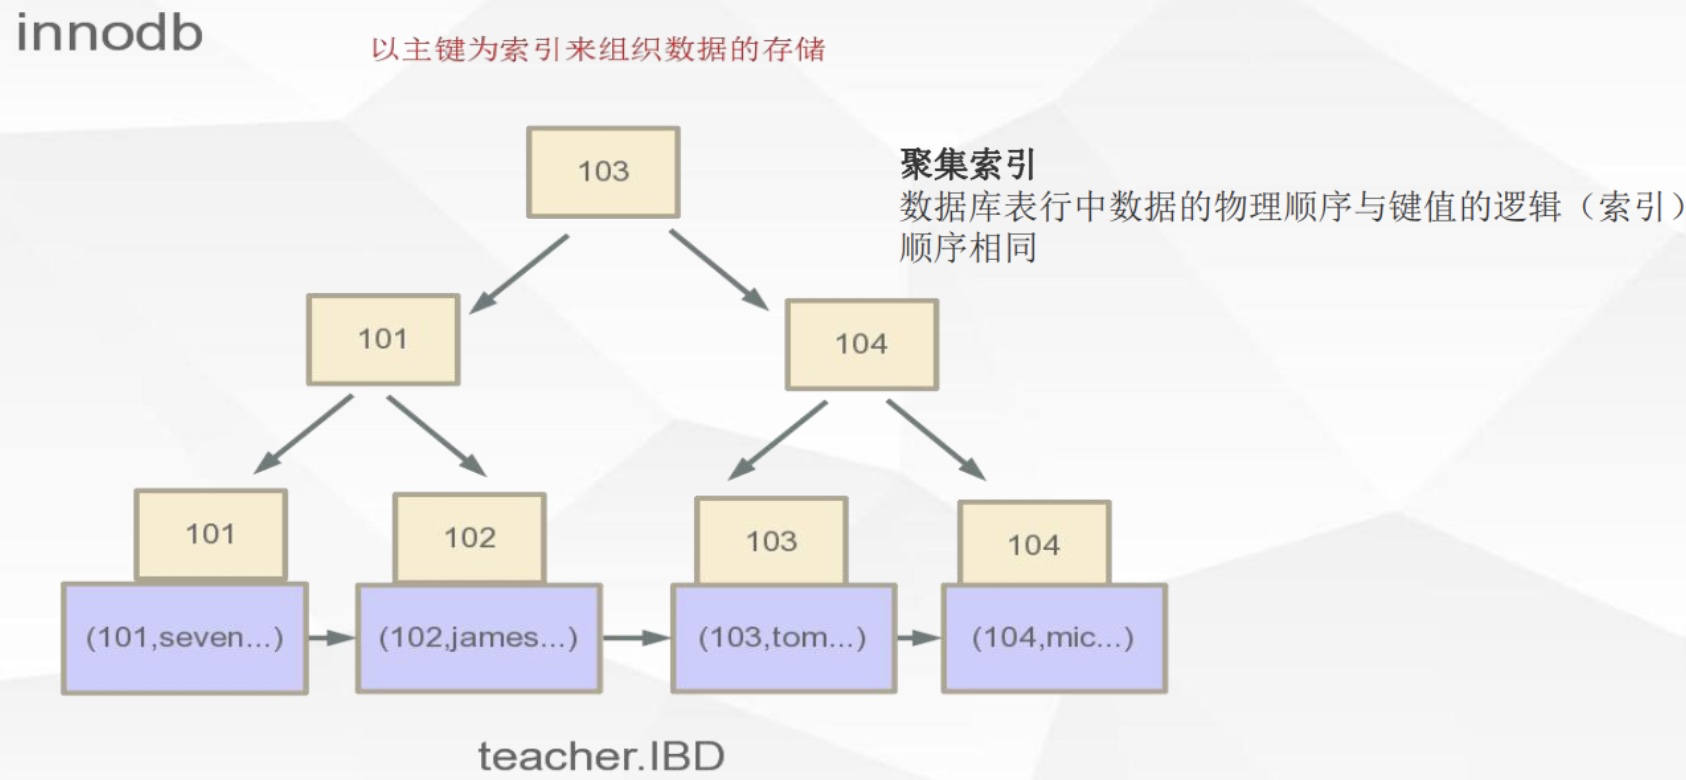 innodb
以主键为索引来组织数据的存储
103
聚集索引
数据库表行中数据的物理顺序与键值的逻辑（索引）
顺序相同
101
104
101
102
103
104
(101,seven...)
(102,james...)
(103,tom...)
(104,mic...)
teacher.IBD